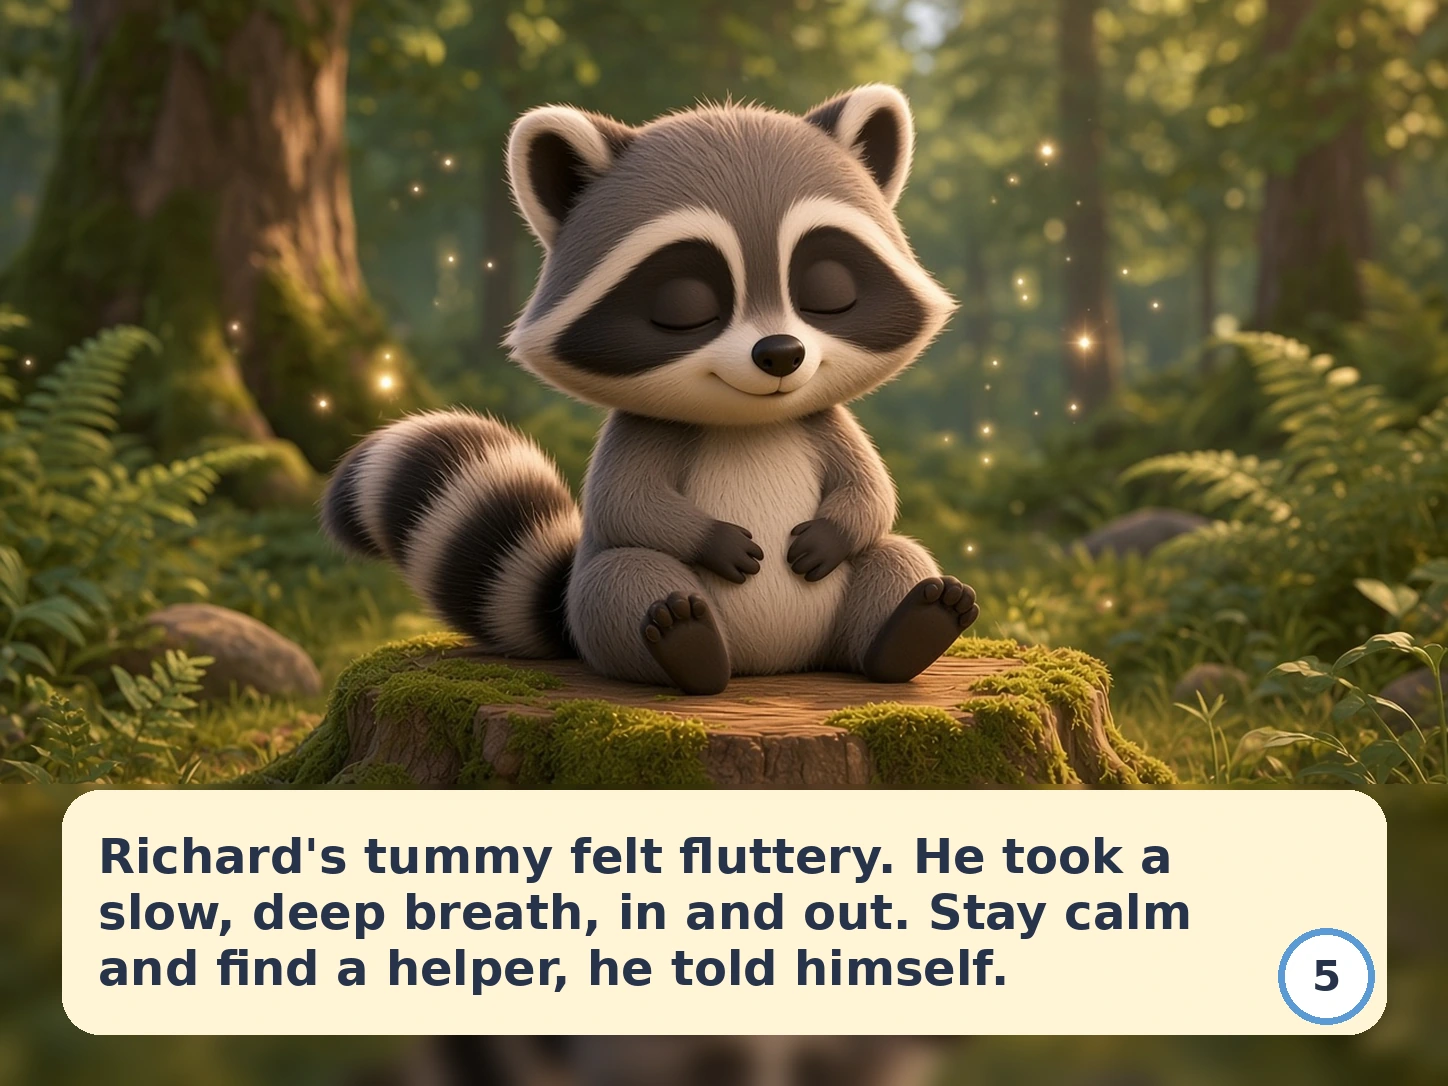 Richard's tummy felt fluttery. He took a
slow, deep breath, in and out. Stay calm
and find a helper, he told himself.
5